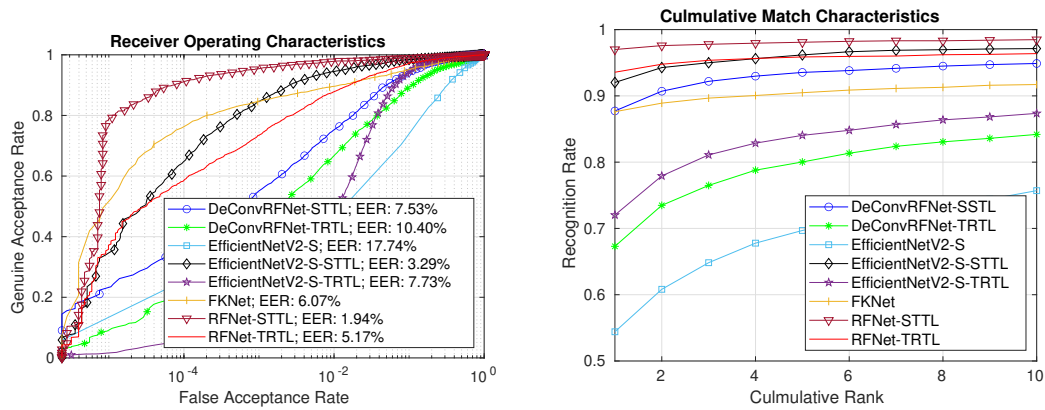 Receiver Operating Characteristics
1
0.8
0.6
0.4
0.2
0
Genuine Acceptance Rate
DeConvRFNet-STTL; EER: 7.53%
DeConvRFNet-TRTL; EER: 10.40%
EfficientNetV2-S; EER: 17.74%
EfficientNetV2-S-STTL; EER: 3.29%
EfficientNetV2-S-TRTL; EER: 7.73%
FKNet; EER: 6.07%
RFNet-STTL; EER: 1.94%
RFNet-TRTL; EER: 5.17%
10^-4
10^-2
10^0
False Acceptance Rate
Culmulative Match Characteristics
1
0.9
0.8
0.7
0.6
0.5
Recognition Rate
DeConvRFNet-SSTL
DeConvRFNet-TRTL
EfficientNetV2-S
EfficientNetV2-S-STTL
EfficientNetV2-S-TRTL
FKNet
RFNet-STTL
RFNet-TRTL
2
4
6
8
10
Culmulative Rank